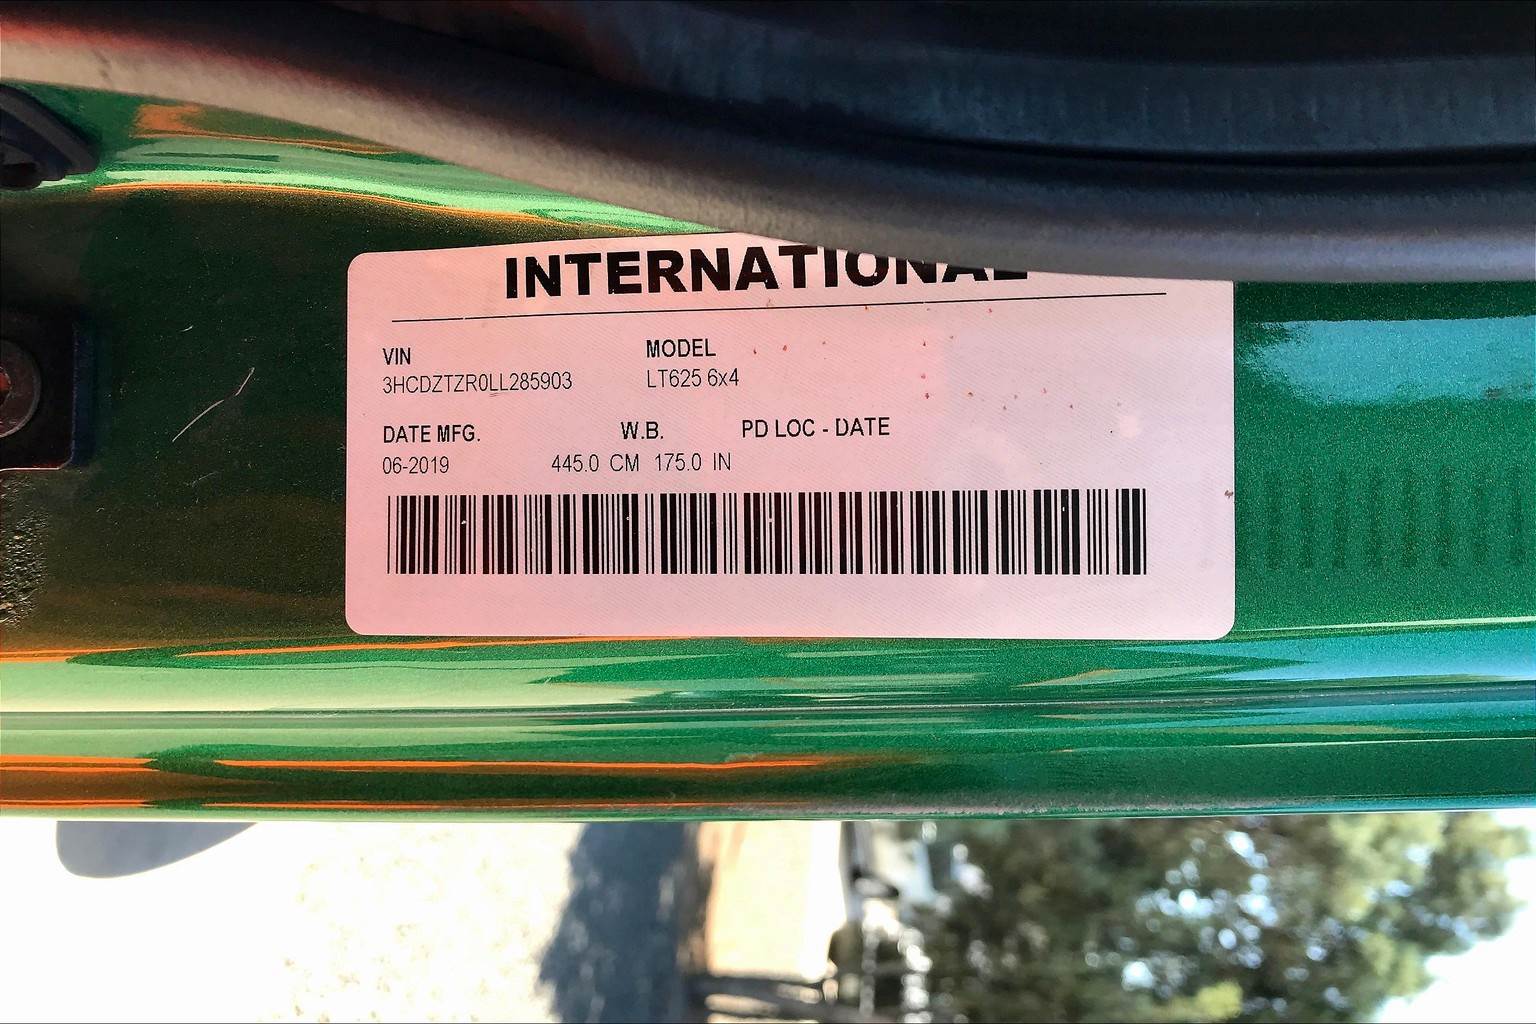 INTERNATIONAL
VIN MODEL
3HCDZTZR0LL285903 LT625 6x4
DATE MFG. W.B. PD LOC - DATE
06-2019 445.0 CM 175.0 IN